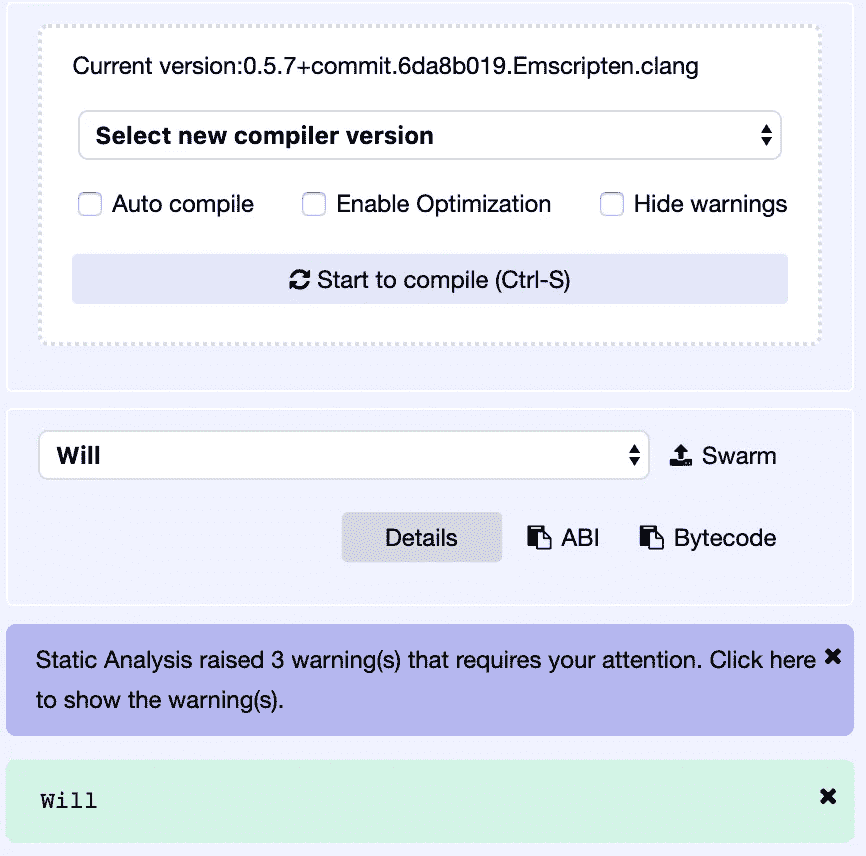 Current version:0.5.7+commit.6da8b019.Emscripten.clang
Select new compiler version
Auto compile Enable Optimization Hide warnings
Start to compile (Ctrl-S)
Will Swarm
Details ABI Bytecode
Static Analysis raised 3 warning(s) that requires your attention. Click here
to show the warning(s).
Will